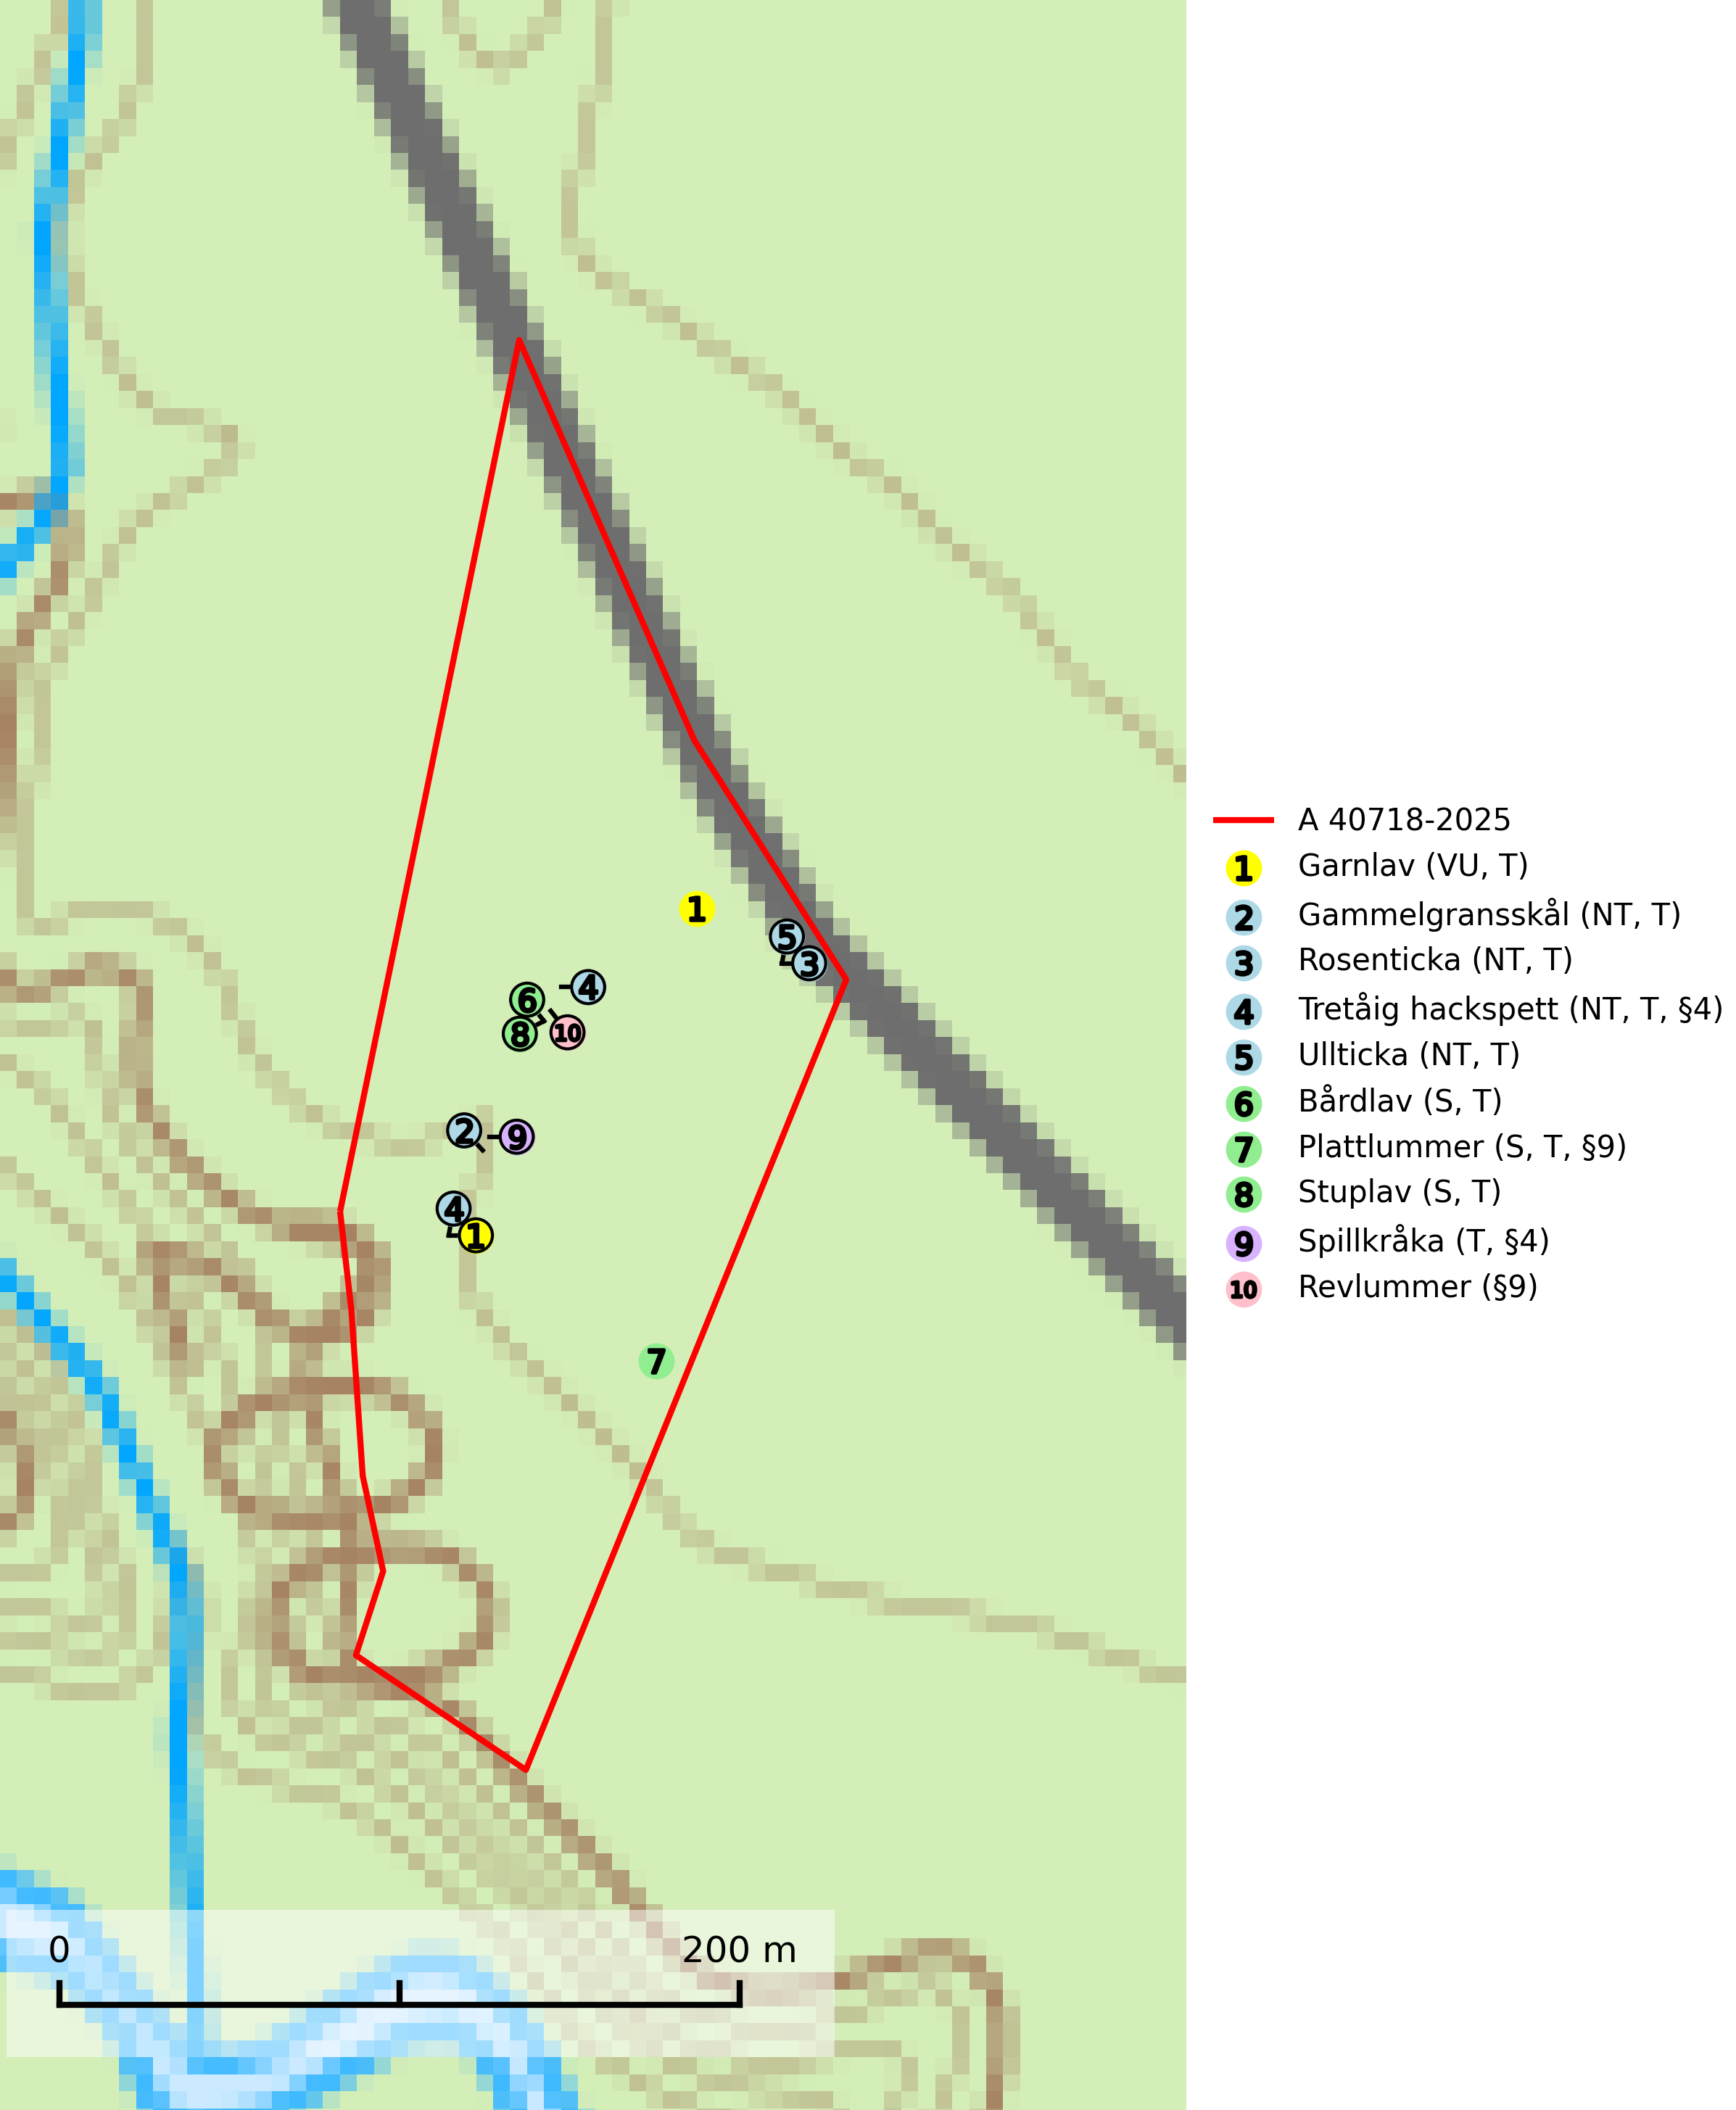 1
5
3
4
6
8
10
2
9
4
1
7
A 40718-2025
1 Garnlav (VU, T)
2 Gammelgransskål (NT, T)
3 Rosenticka (NT, T)
4 Tretåig hackspett (NT, T, §4)
5 Ullticka (NT, T)
6 Bårdlav (S, T)
7 Plattlummer (S, T, §9)
8 Stuplav (S, T)
9 Spillkråka (T, §4)
10 Revlummer (§9)
0 200 m